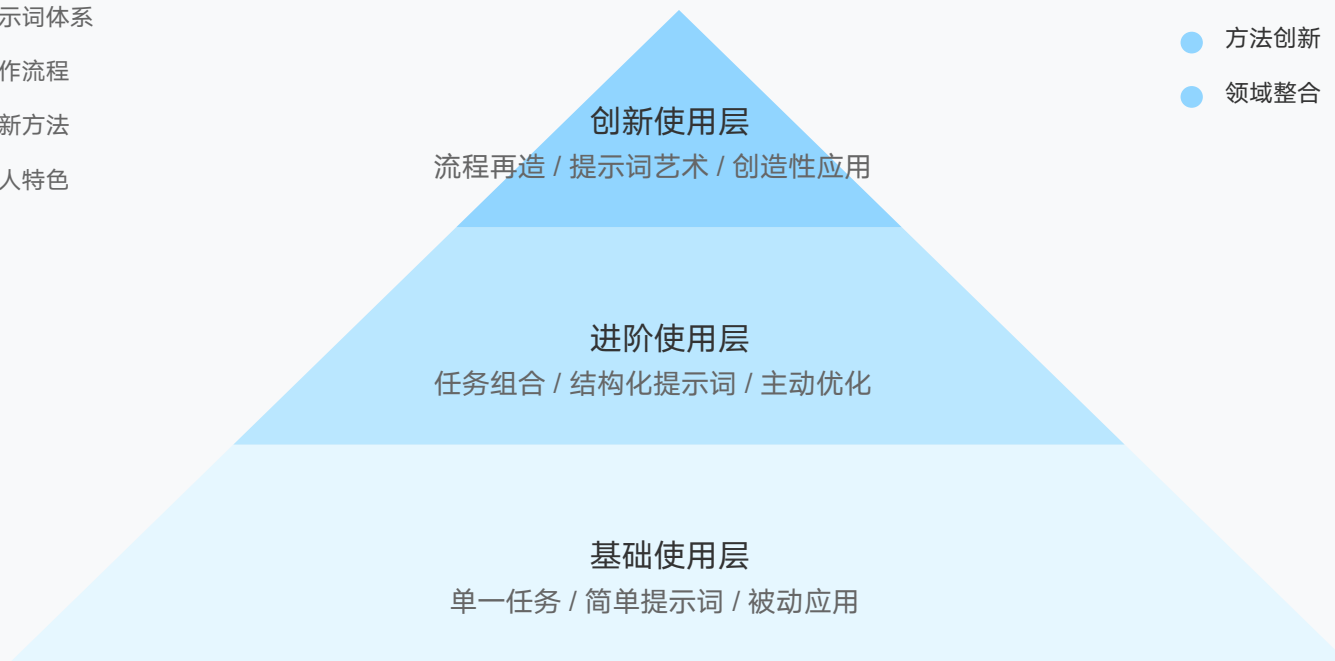 示词体系
作流程
新方法
人特色
方法创新
领域整合
创新使用层
流程再造 / 提示词艺术 / 创造性应用
进阶使用层
任务组合 / 结构化提示词 / 主动优化
基础使用层
单一任务 / 简单提示词 / 被动应用